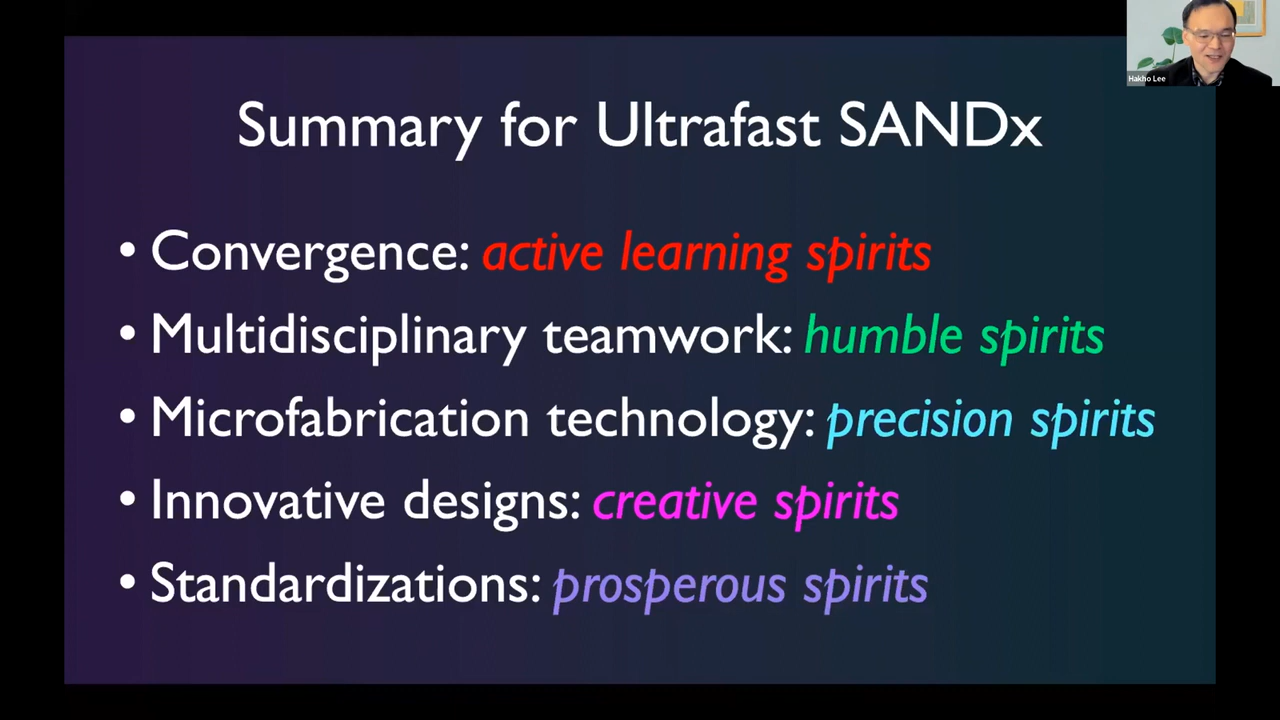 Hakho Lee
Summary for Ultrafast SANDx
• Convergence: active learning spirits
• Multidisciplinary teamwork: humble spirits
• Microfabrication technology: precision spirits
• Innovative designs: creative spirits
• Standardizations: prosperous spirits